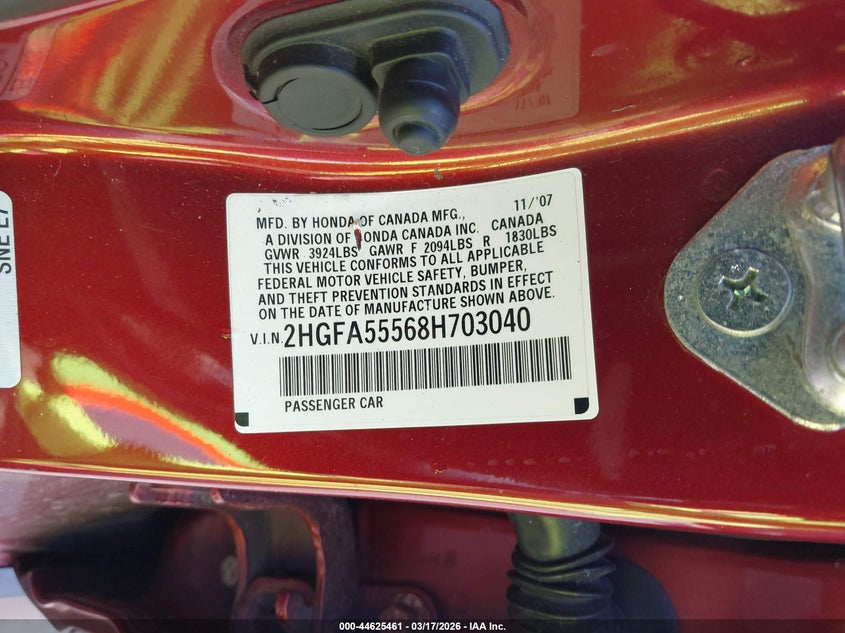 11/'07
MFD. BY HONDA OF CANADA MFG.,
A DIVISION OF HONDA CANADA INC. CANADA
GVWR 3924LBS GAWR F 2094LBS R 1830LBS
THIS VEHICLE CONFORMS TO ALL APPLICABLE
FEDERAL MOTOR VEHICLE SAFETY, BUMPER,
AND THEFT PREVENTION STANDARDS IN EFFECT
ON THE DATE OF MANUFACTURE SHOWN ABOVE.
V.I.N. 2HGFA55568H703040
PASSENGER CAR
000-44625461 - 03/17/2026 - IAA Inc.